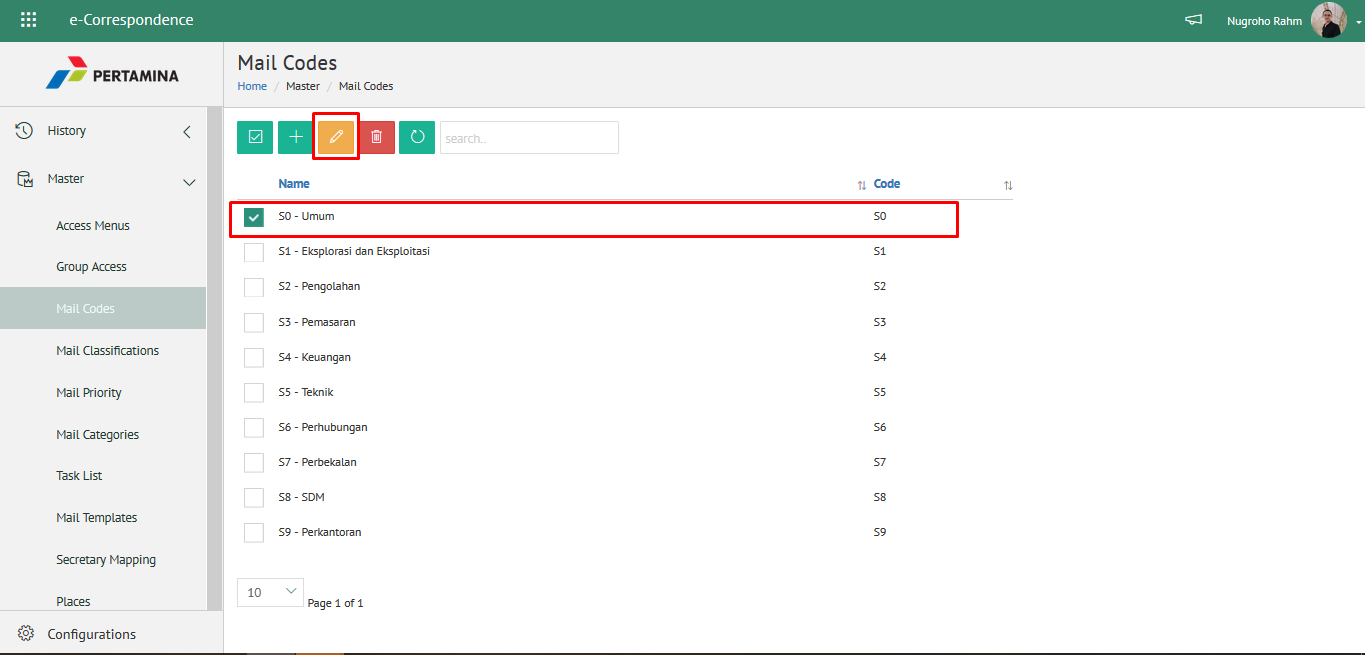 e-Correspondence
Nugroho Rahm
PERTAMINA
Mail Codes
Home / Master / Mail Codes
History
Master
Access Menus
Group Access
Mail Codes
Mail Classifications
Mail Priority
Mail Categories
Task List
Mail Templates
Secretary Mapping
Places
Configurations
search..
Name Code
S0 - Umum S0
S1 - Eksplorasi dan Eksploitasi S1
S2 - Pengolahan S2
S3 - Pemasaran S3
S4 - Keuangan S4
S5 - Teknik S5
S6 - Perhubungan S6
S7 - Perbekalan S7
S8 - SDM S8
S9 - Perkantoran S9
10 Page 1 of 1